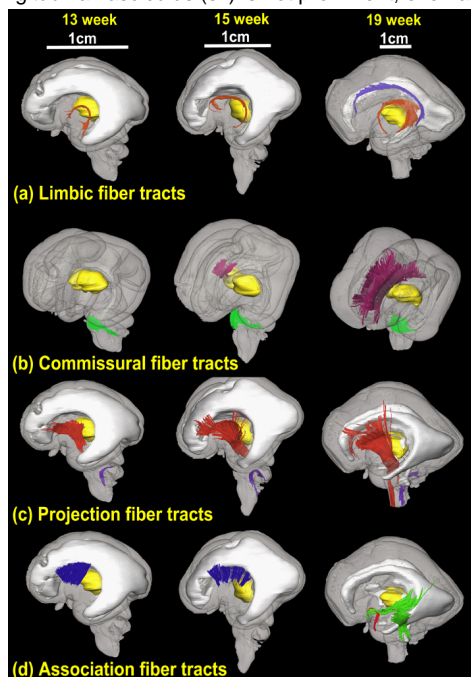 13 week 15 week 19 week
1cm 1cm 1cm
(a) Limbic fiber tracts
(b) Commissural fiber tracts
(c) Projection fiber tracts
(d) Association fiber tracts